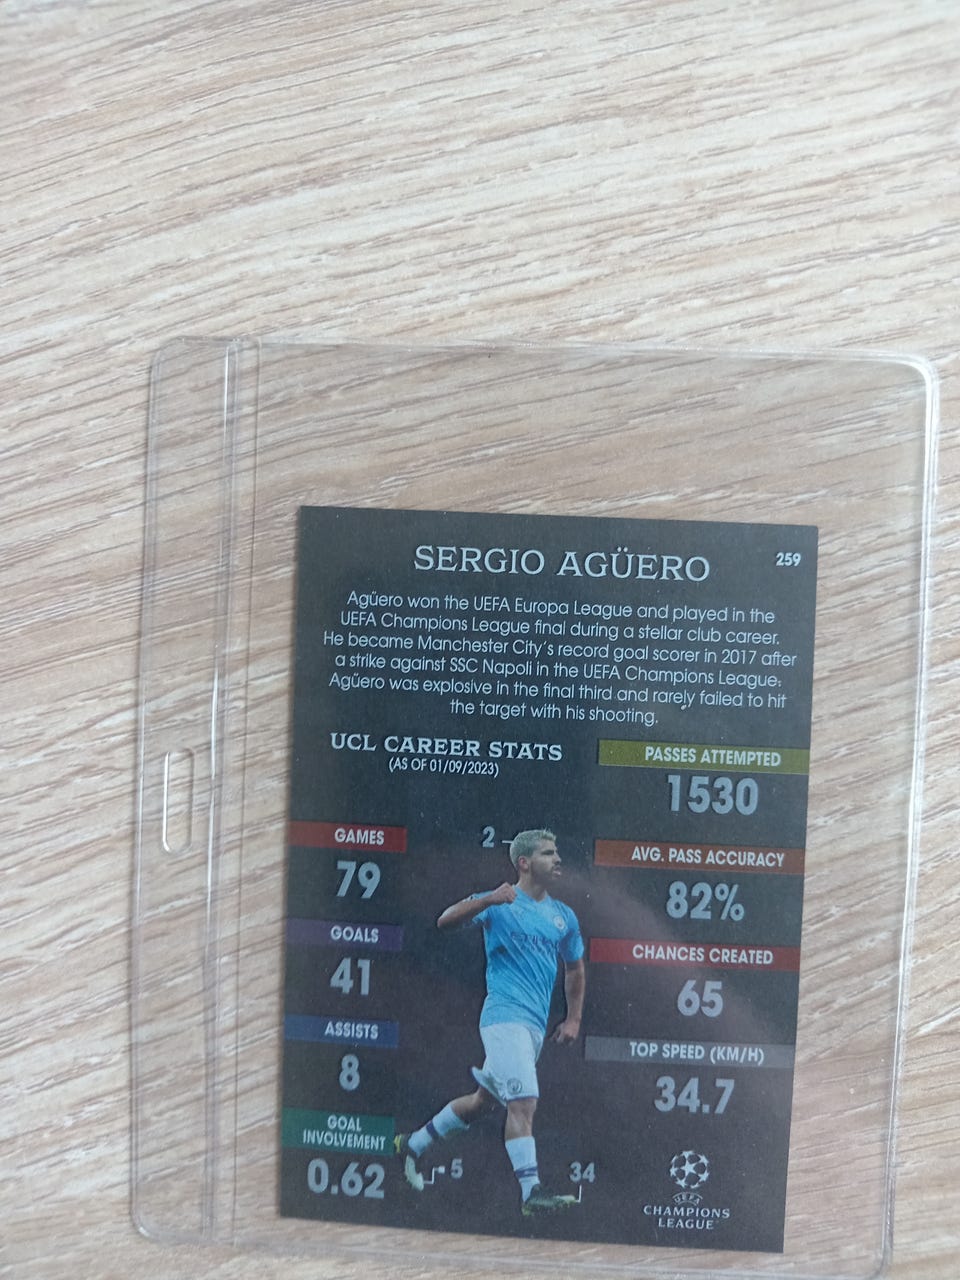 SERGIO AGÜERO
259
Agüero won the UEFA Europa League and played in the
UEFA Champions League final during a stellar club career.
He became Manchester City's record goal scorer in 2017 after
a strike against SSC Napoli in the UEFA Champions League.
Agüero was explosive in the final third and rarely failed to hit
the target with his shooting.
UCL CAREER STATS
(AS OF 01/09/2023)
GAMES
79
GOALS
41
ASSISTS
8
GOAL
INVOLVEMENT
0.62
2
5
34
PASSES ATTEMPTED
1530
AVG. PASS ACCURACY
82%
CHANCES CREATED
65
TOP SPEED (KM/H)
34.7
UEFA
CHAMPIONS
LEAGUE